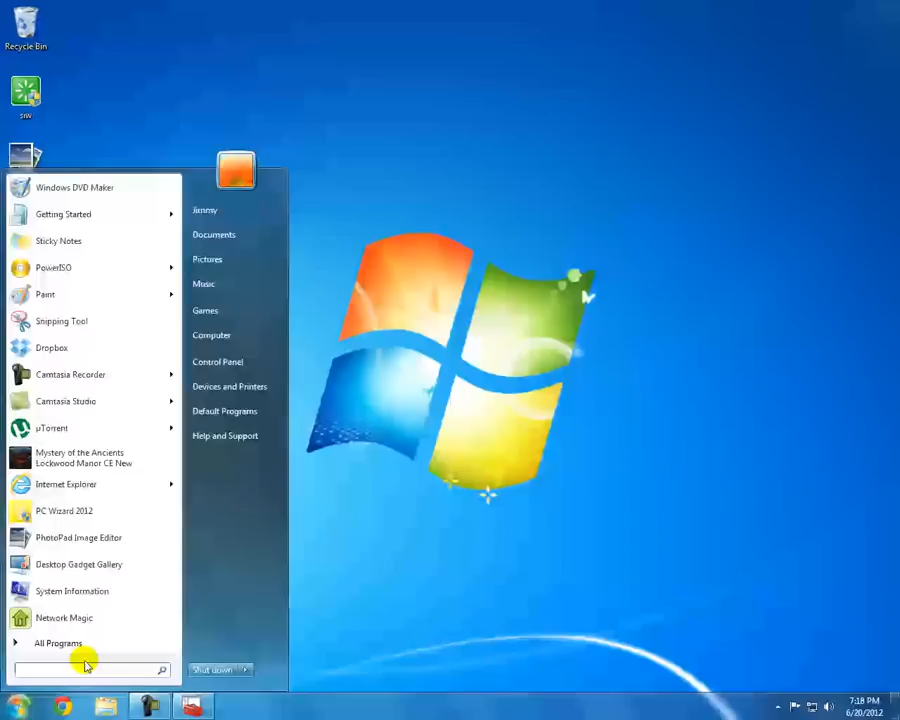 Recycle Bin
siw
Windows DVD Maker
Getting Started
Sticky Notes
PowerISO
Paint
Snipping Tool
Dropbox
Camtasia Recorder
Camtasia Studio
µTorrent
Mystery of the Ancients
Lockwood Manor CE New
Internet Explorer
PC Wizard 2012
PhotoPad Image Editor
Desktop Gadget Gallery
System Information
Network Magic
All Programs
Jimmy
Documents
Pictures
Music
Games
Computer
Control Panel
Devices and Printers
Default Programs
Help and Support
Shut down
7:18 PM
6/20/2012